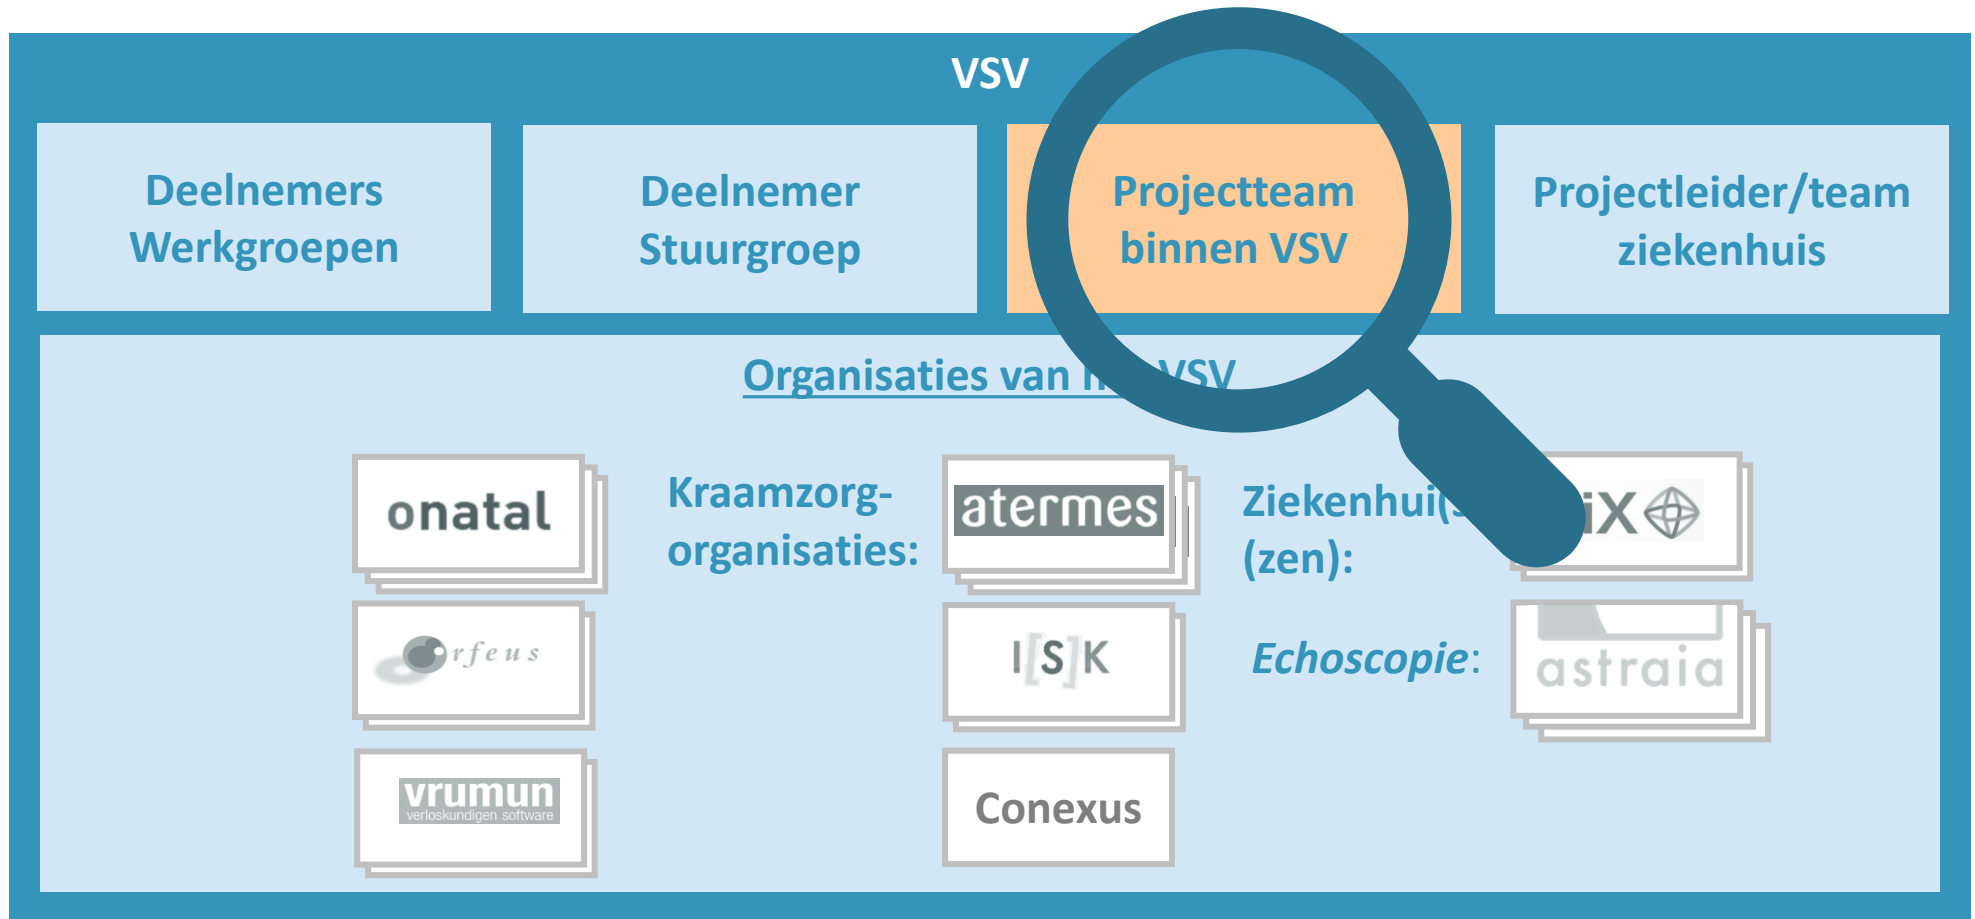 VSV
Deelnemers
Werkgroepen
Deelnemer
Stuurgroep
Projectteam
binnen VSV
Projectleider/team
ziekenhuis
Organisaties van VSV
onatal
rfeus
vrumun
verloskundigen software
Kraamzorg-
organisaties:
atermes
I[S]K
Conexus
Ziekenhui(s)
(zen):
iX
Echoscopie:
astraia